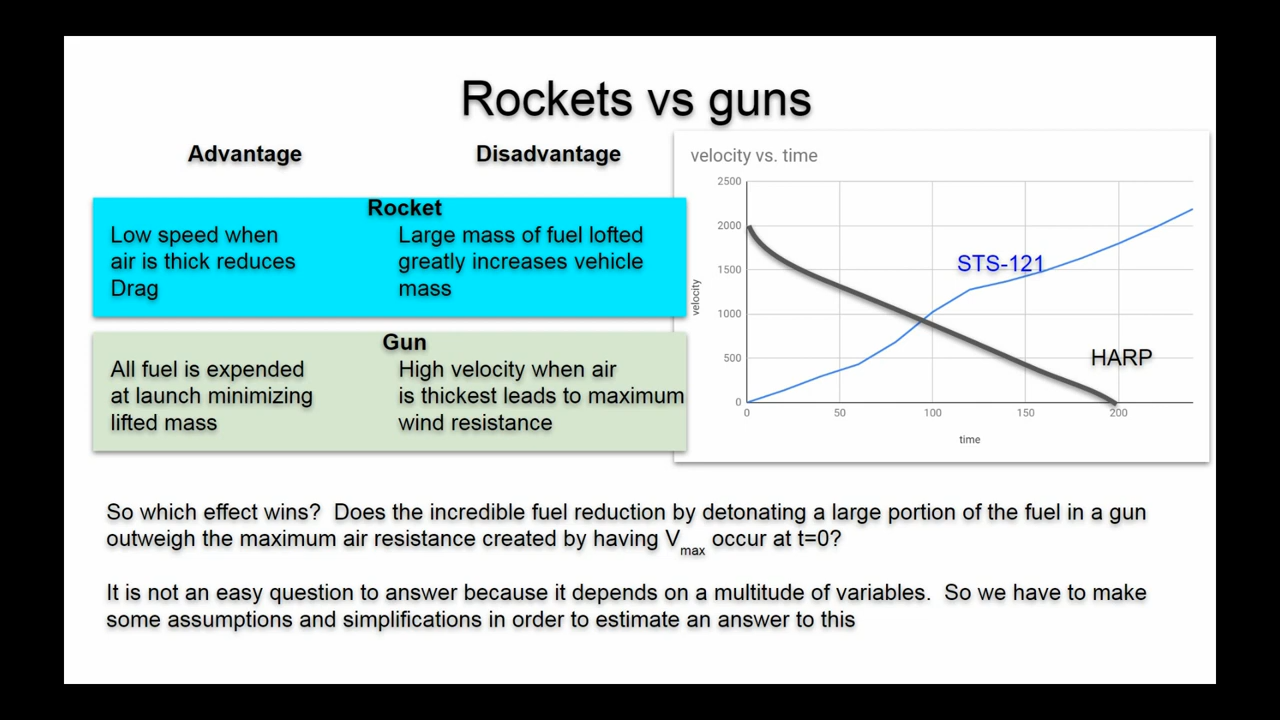 Rockets vs guns
Advantage
Disadvantage
Rocket
Low speed when
air is thick reduces
Drag
Large mass of fuel lofted
greatly increases vehicle
mass
Gun
All fuel is expended
at launch minimizing
lifted mass
High velocity when air
is thickest leads to maximum
wind resistance
velocity vs. time
2500
2000
1500
1000
500
0
velocity
STS-121
HARP
0
50
100
150
200
time
So which effect wins?  Does the incredible fuel reduction by detonating a large portion of the fuel in a gun
outweigh the maximum air resistance created by having Vmax occur at t=0?
It is not an easy question to answer because it depends on a multitude of variables.  So we have to make
some assumptions and simplifications in order to estimate an answer to this